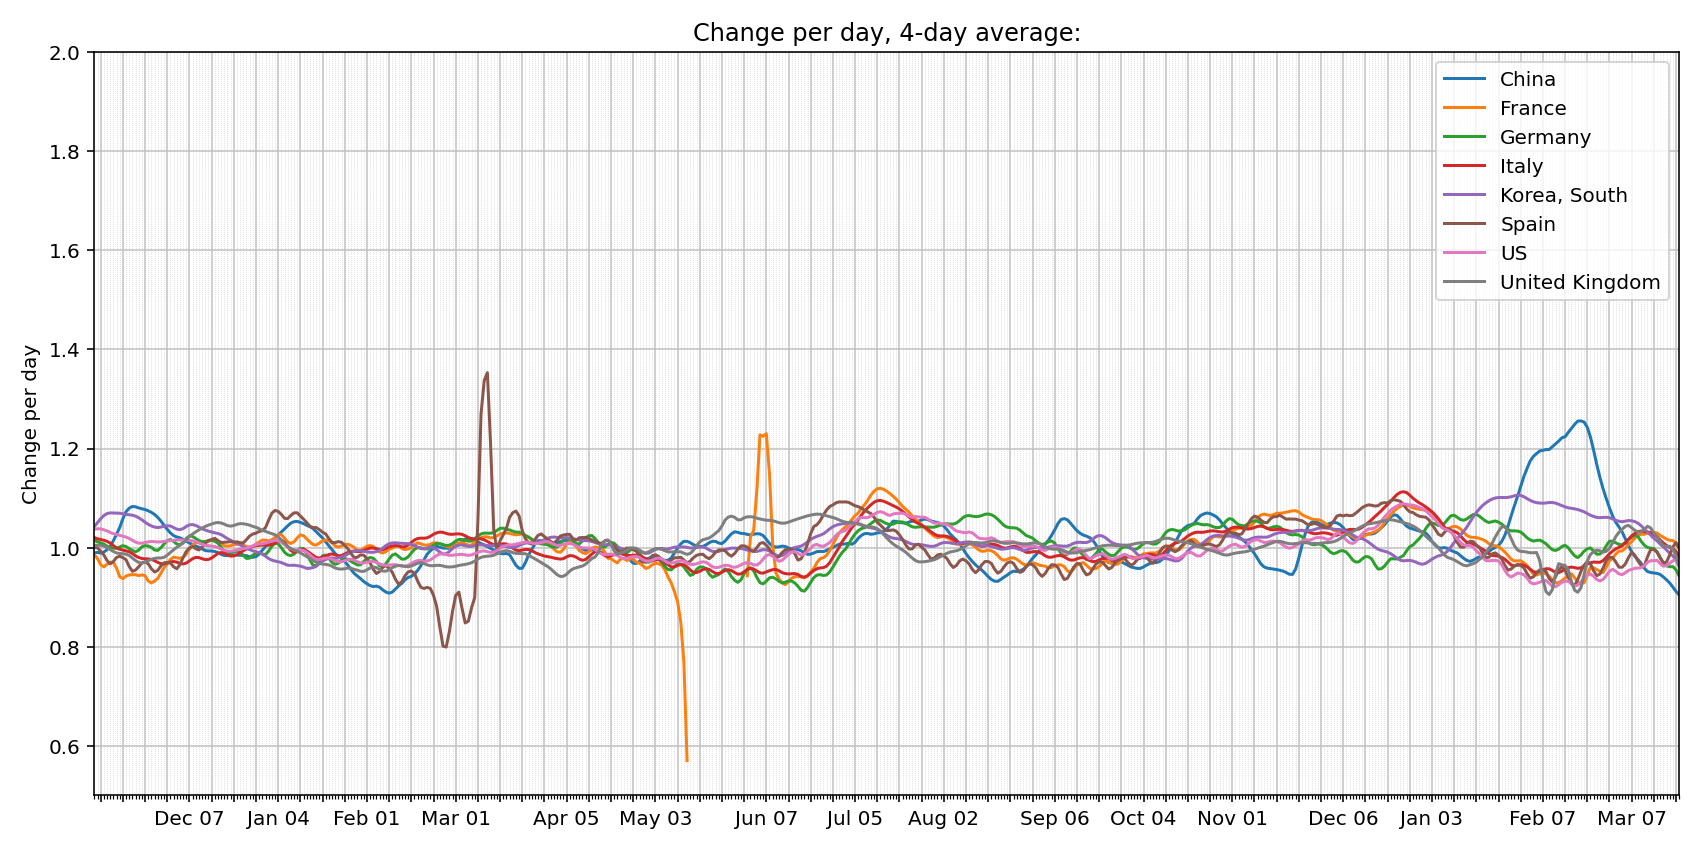 Change per day, 4-day average:
2.0
1.8
1.6
1.4
1.2
1.0
0.8
0.6
Change per day
China
France
Germany
Italy
Korea, South
Spain
US
United Kingdom
Dec 07 Jan 04 Feb 01 Mar 01 Apr 05 May 03 Jun 07 Jul 05 Aug 02 Sep 06 Oct 04 Nov 01 Dec 06 Jan 03 Feb 07 Mar 07